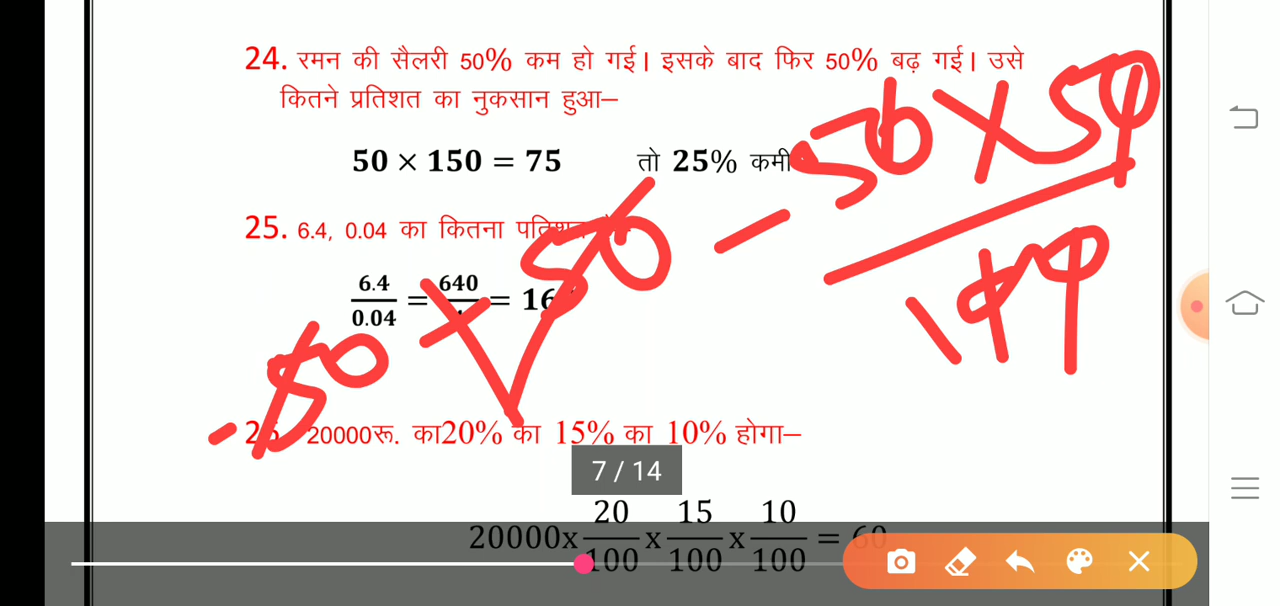 24. रमन की सैलरी 50% कम हो गई। इसके बाद फिर 50% बढ़ गई। उसे
कितने प्रतिशत का नुकसान हुआ–
50 × 150 = 75 तो 25% कमी
- 50 × 50
25. 6.4, 0.04 का कितना
6.4 / 0.04 = 640 / = 16
- 50 50
20000रू. का20% का 15% का 10% होगा–
7 / 14
20000x 20/100 x 15/100 x 10/100 = 60